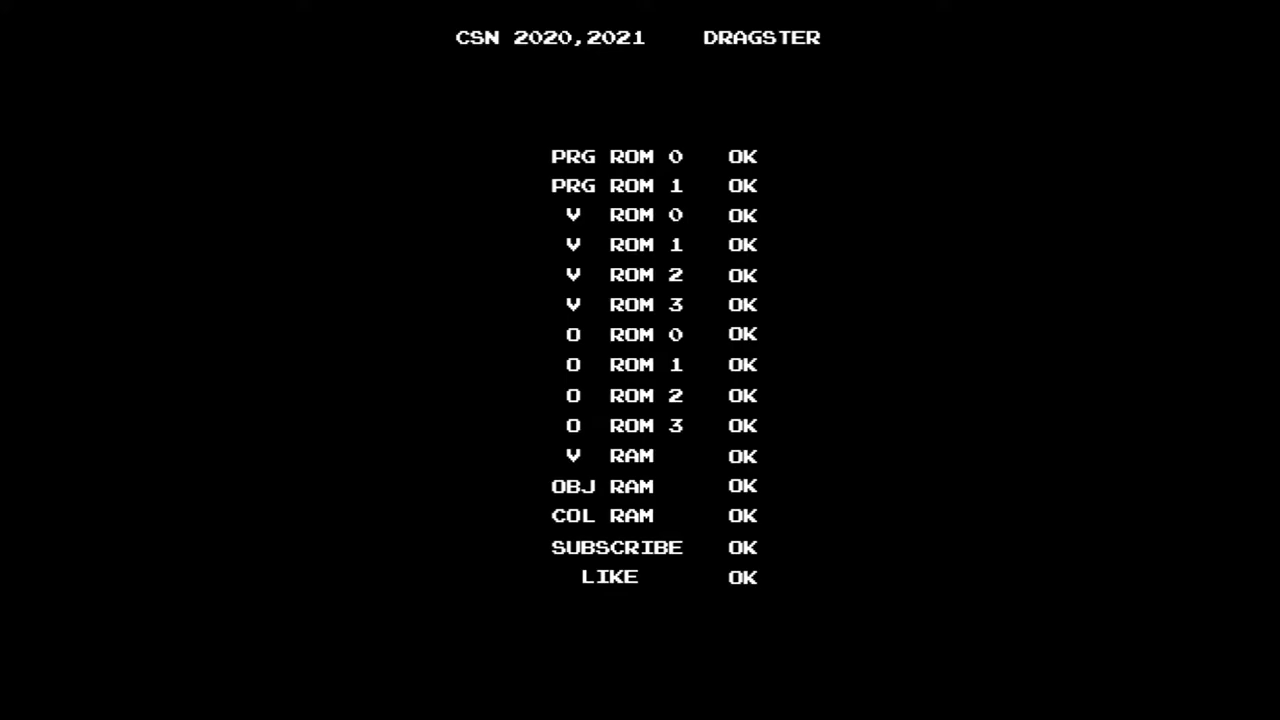 CSN 2020,2021 DRAGSTER
PRG ROM 0 OK
PRG ROM 1 OK
V ROM 0 OK
V ROM 1 OK
V ROM 2 OK
V ROM 3 OK
O ROM 0 OK
O ROM 1 OK
O ROM 2 OK
O ROM 3 OK
V RAM OK
OBJ RAM OK
COL RAM OK
SUBSCRIBE OK
LIKE OK